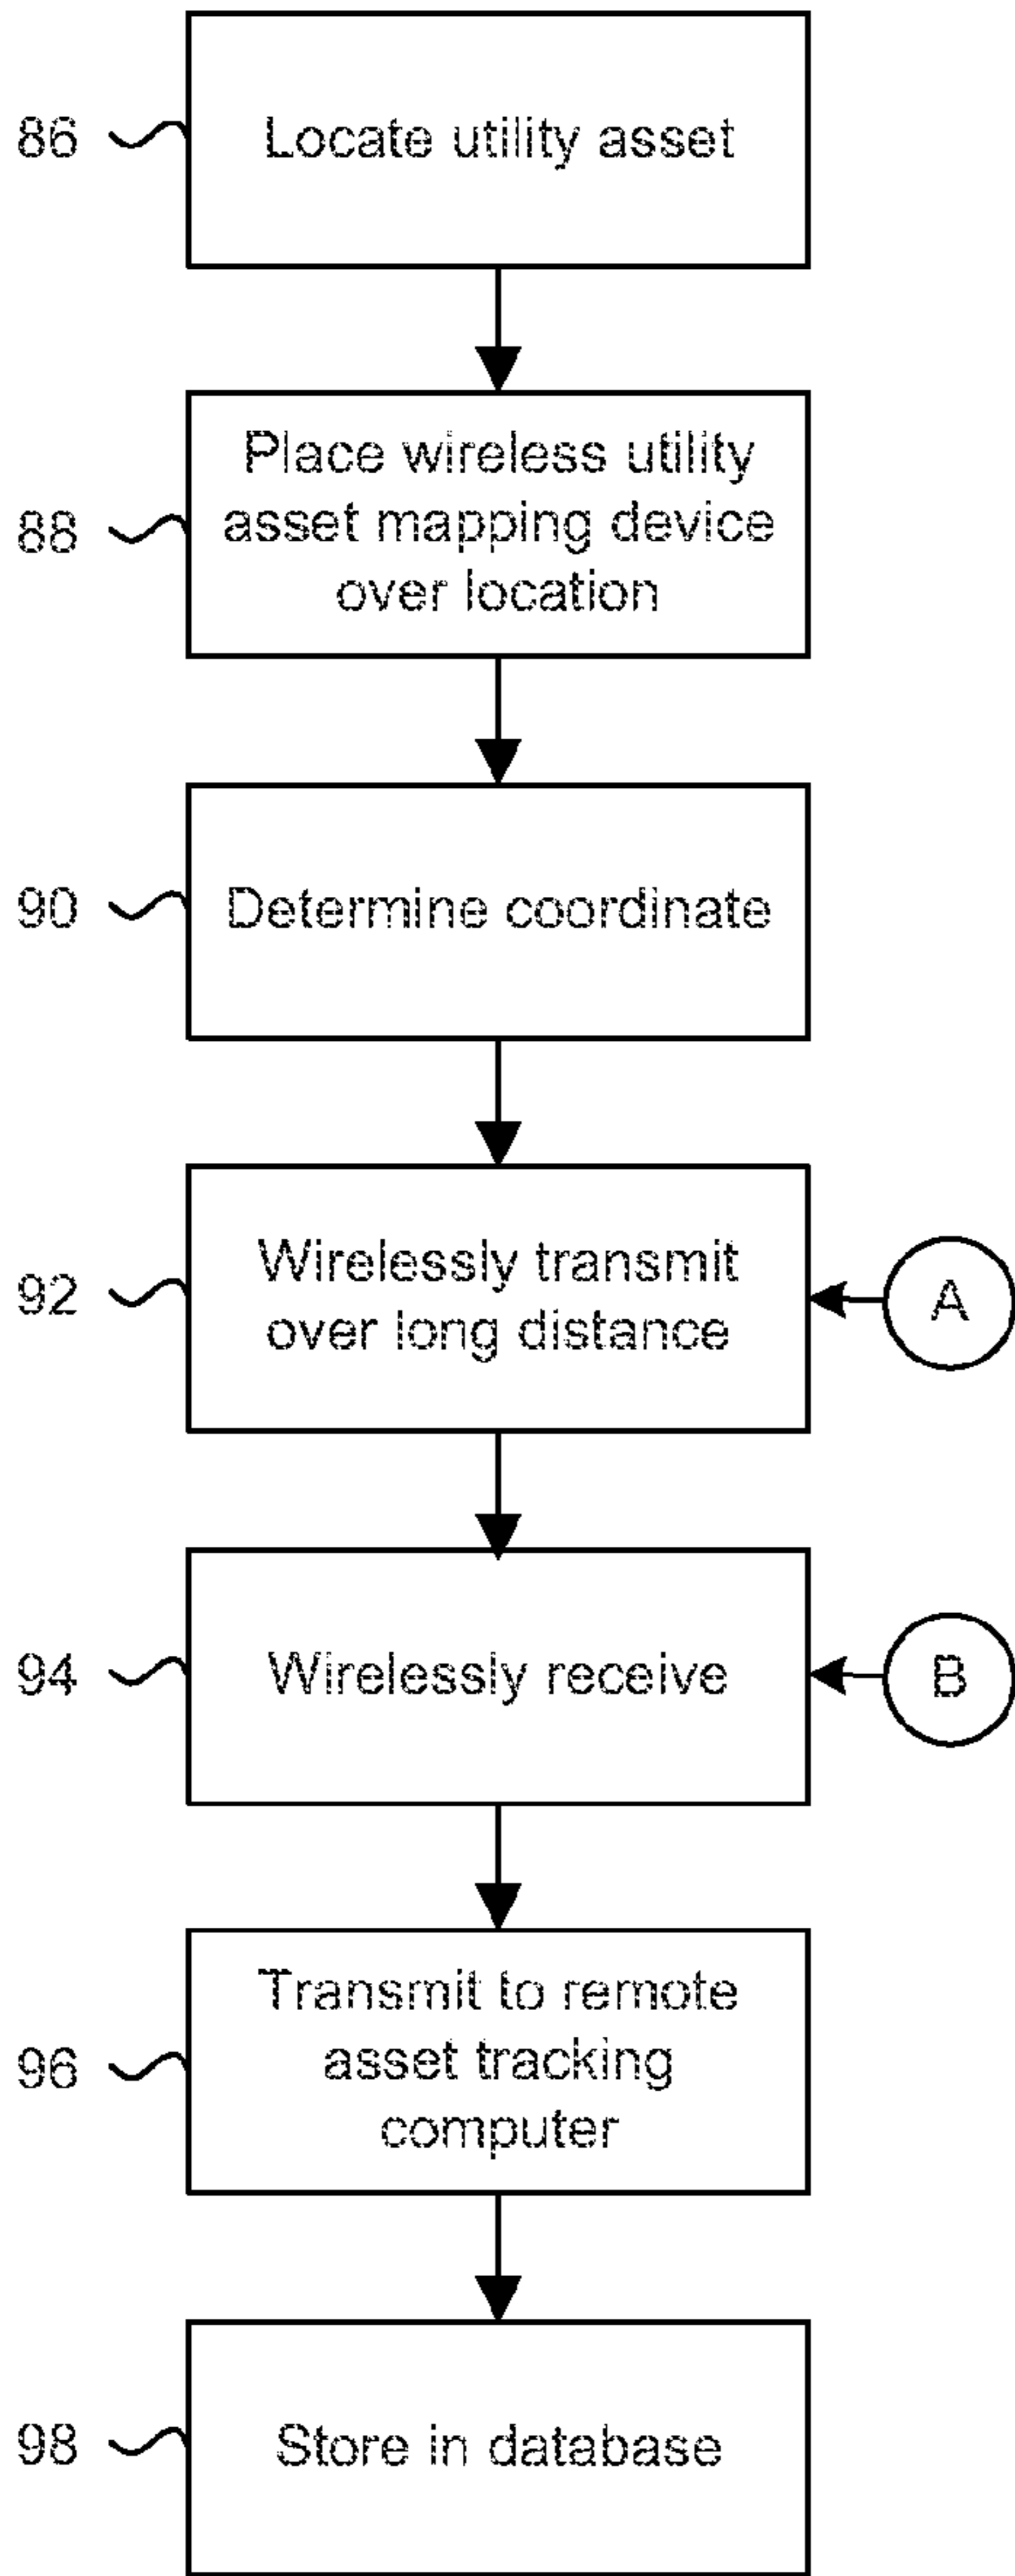 86
Locate utility asset
88
Place wireless utility
asset mapping device
over location
90
Determine coordinate
92
Wirelessly transmit
over long distance
A
94
Wirelessly receive
B
96
Transmit to remote
asset tracking
computer
98
Store in database